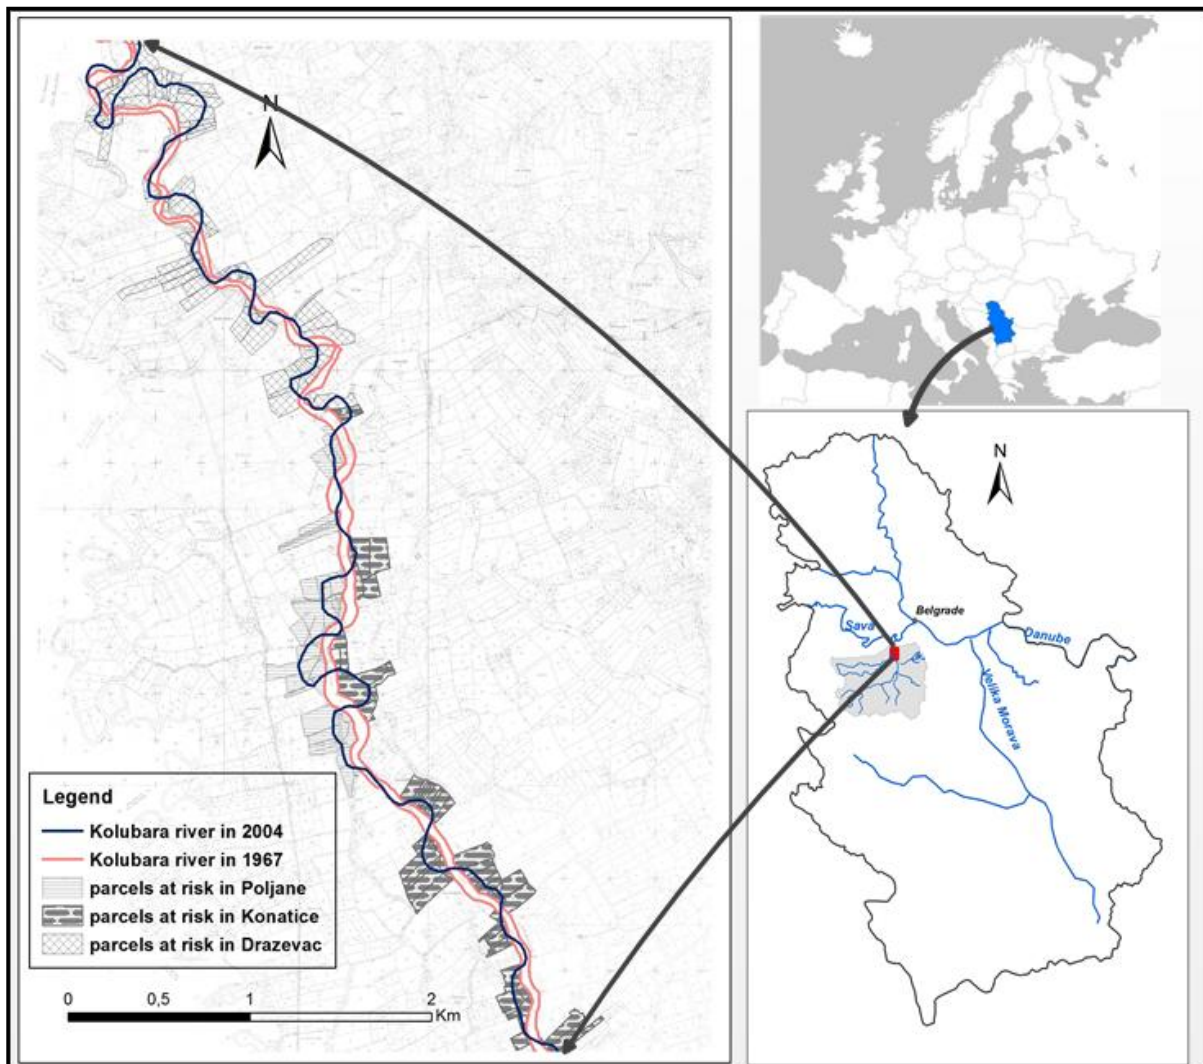 N
Legend
Kolubara river in 2004
Kolubara river in 1967
parcels at risk in Poljane
parcels at risk in Konatice
parcels at risk in Drazevac
0 0,5 1 2
Km
N
Belgrade
Sava
Danube
Velika Morava